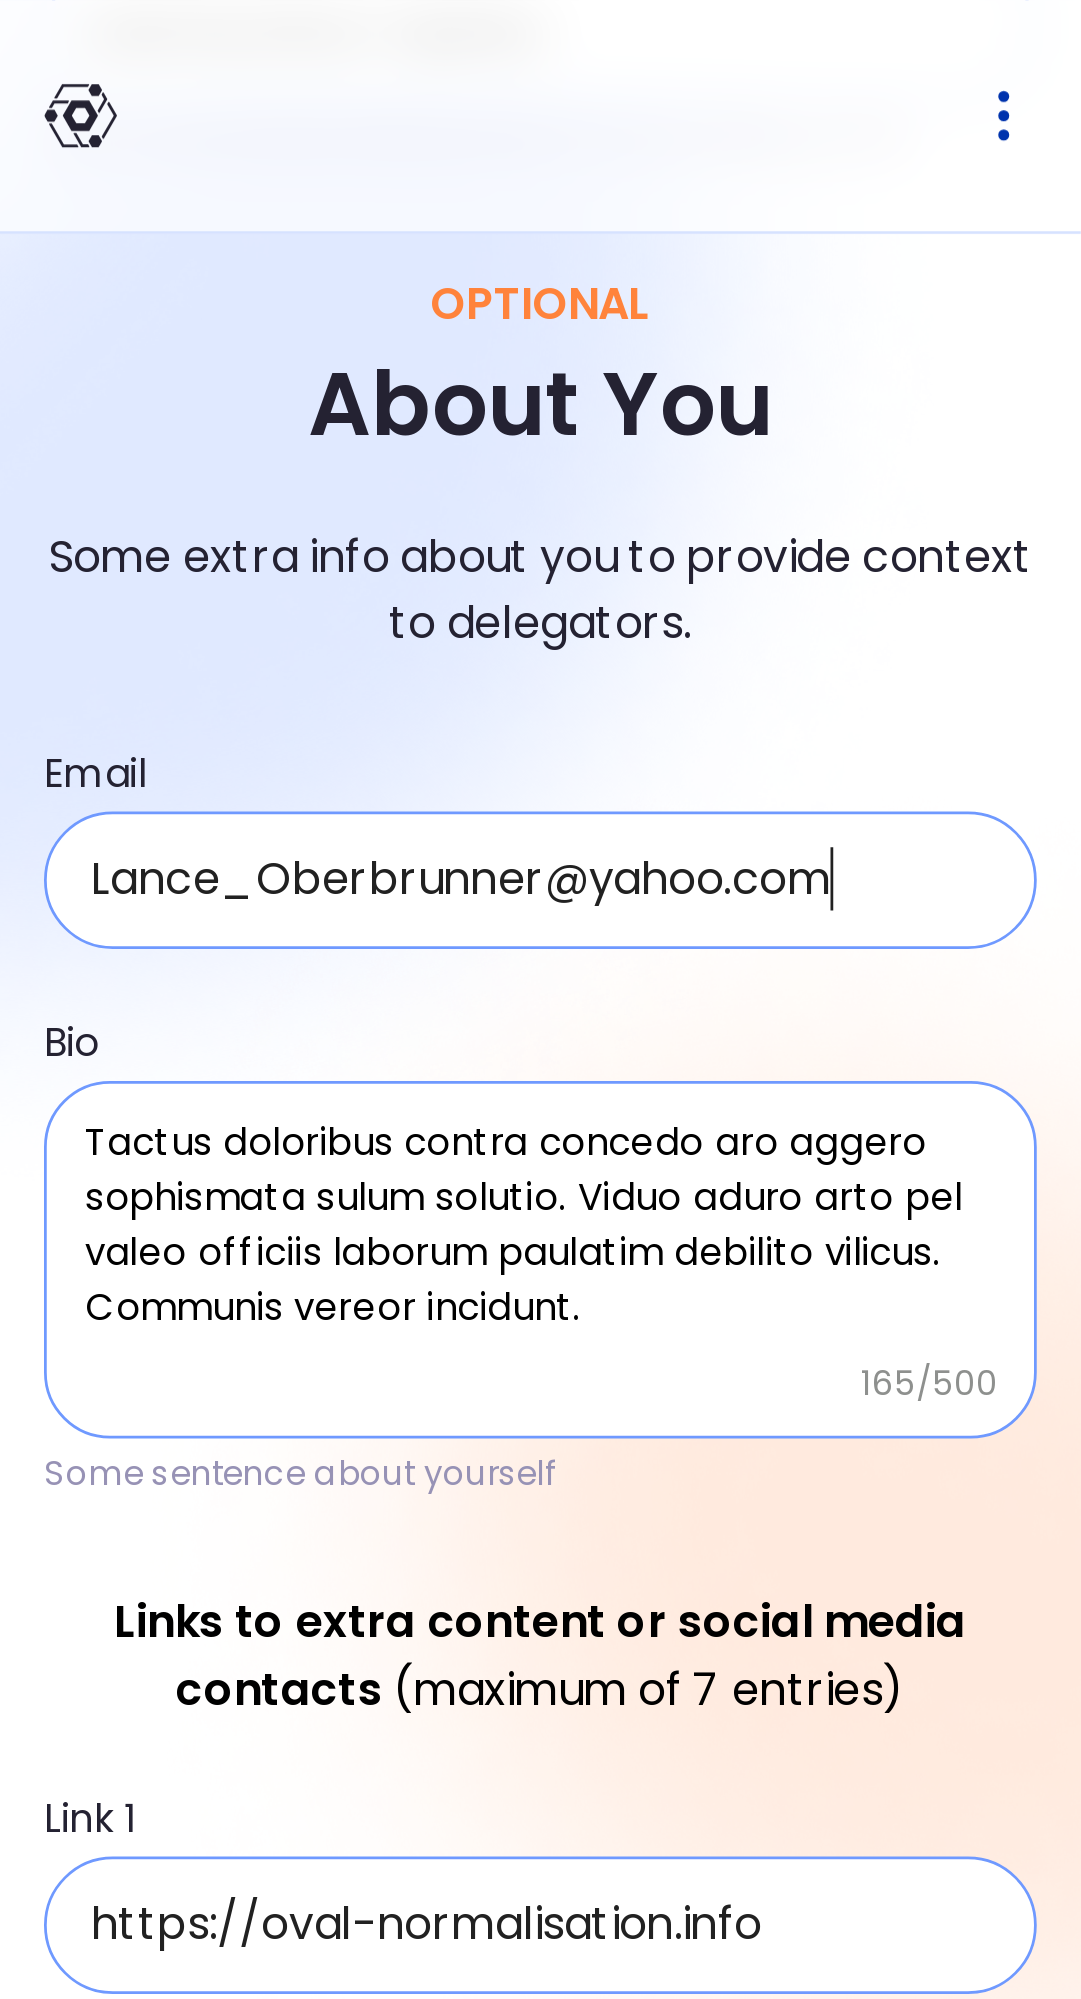 OPTIONAL
About You
Some extra info about you to provide context
to delegators.
Email
Lance_Oberbrunner@yahoo.com
Bio
Tactus doloribus contra concedo aro aggero
sophismata sulum solutio. Viduo aduro arto pel
valeo officiis laborum paulatim debilito vilicus.
Communis vereor incidunt.
165/500
Some sentence about yourself
Links to extra content or social media
contacts (maximum of 7 entries)
Link 1
https://oval-normalisation.info